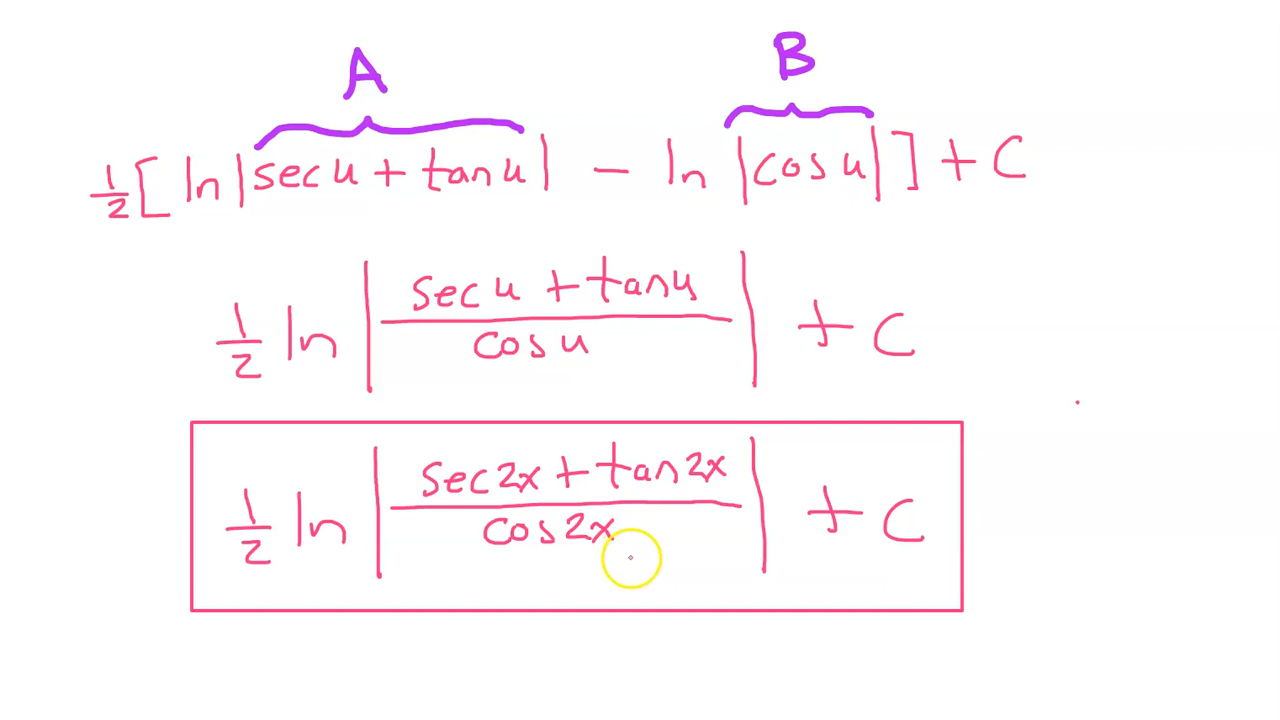 A B
1/2 [ ln |sec u + tan u| - ln |cos u| ] + C
1/2 ln | (sec u + tan u) / cos u | + C
1/2 ln | (sec 2x + tan 2x) / cos 2x | + C